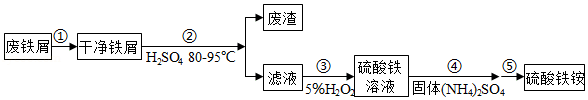 废铁屑 ① 干净铁屑 ② H₂SO₄ 80-95℃
废渣
滤液 ③ 5%H₂O₂ 硫酸铁溶液 ④ 固体(NH₄)₂SO₄ ⑤ 硫酸铁铵